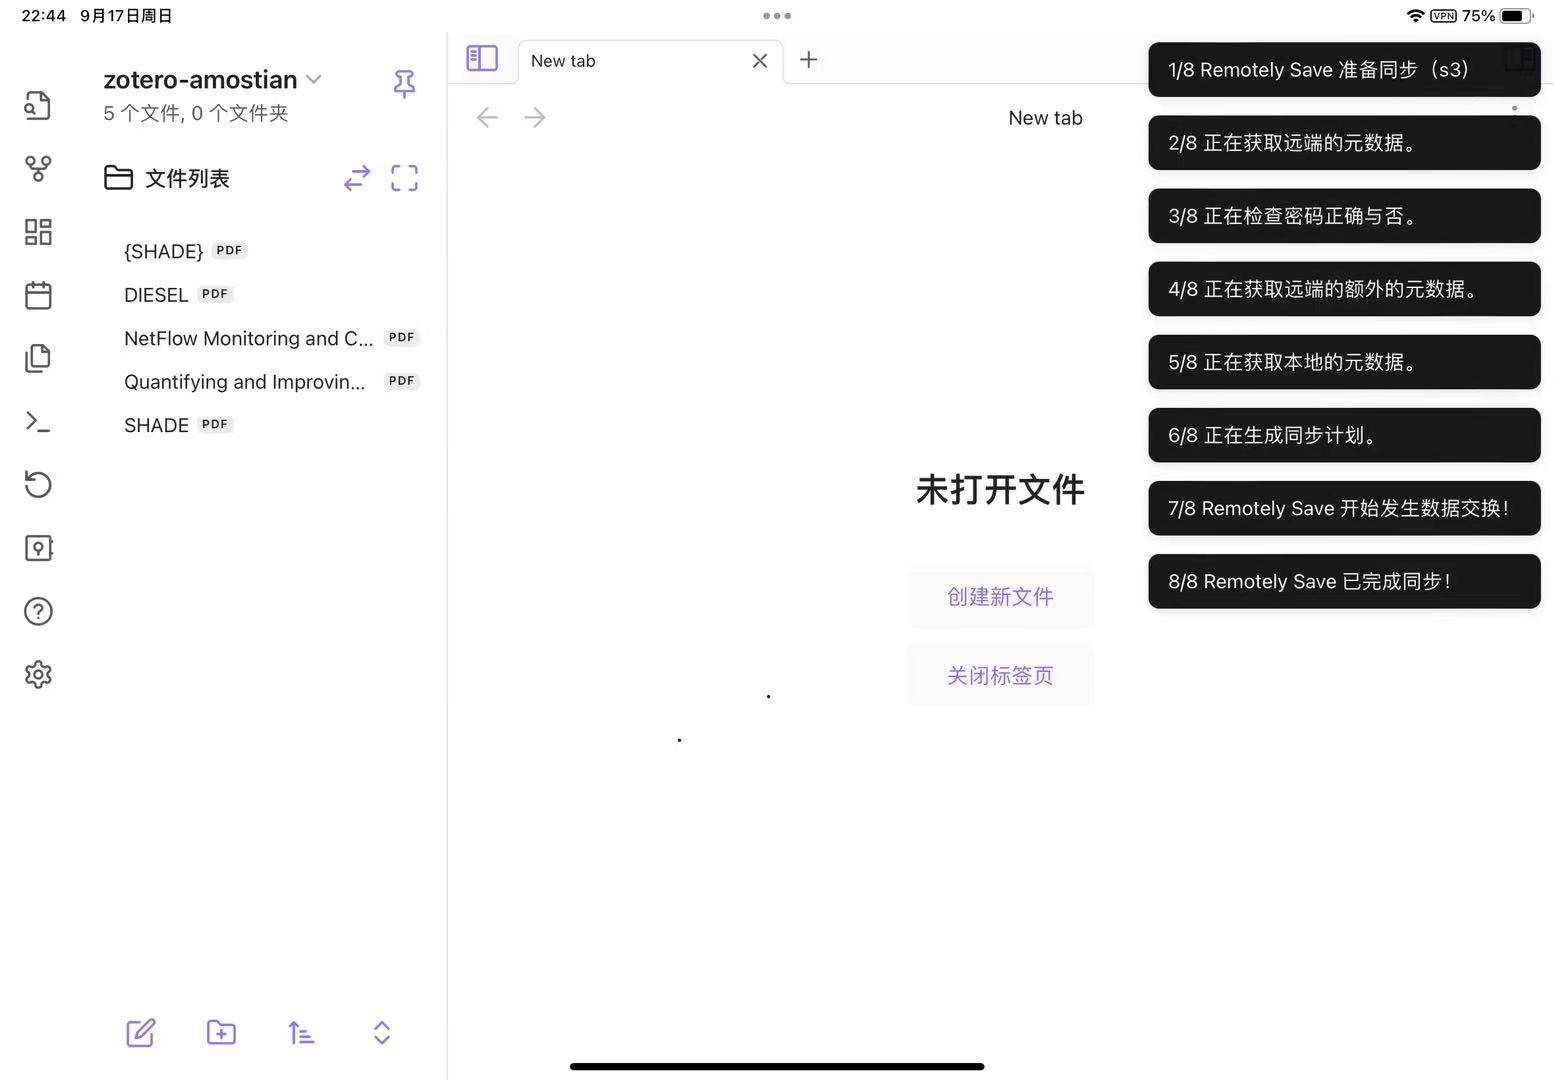 22:44 9月17日周日
VPN 75%
zotero-amostian
5 个文件, 0 个文件夹
文件列表
{SHADE} PDF
DIESEL PDF
NetFlow Monitoring and C... PDF
Quantifying and Improvin... PDF
SHADE PDF
New tab
New tab
未打开文件
创建新文件
关闭标签页
1/8 Remotely Save 准备同步（s3）
2/8 正在获取远端的元数据。
3/8 正在检查密码正确与否。
4/8 正在获取远端的额外的元数据。
5/8 正在获取本地的元数据。
6/8 正在生成同步计划。
7/8 Remotely Save 开始发生数据交换！
8/8 Remotely Save 已完成同步！